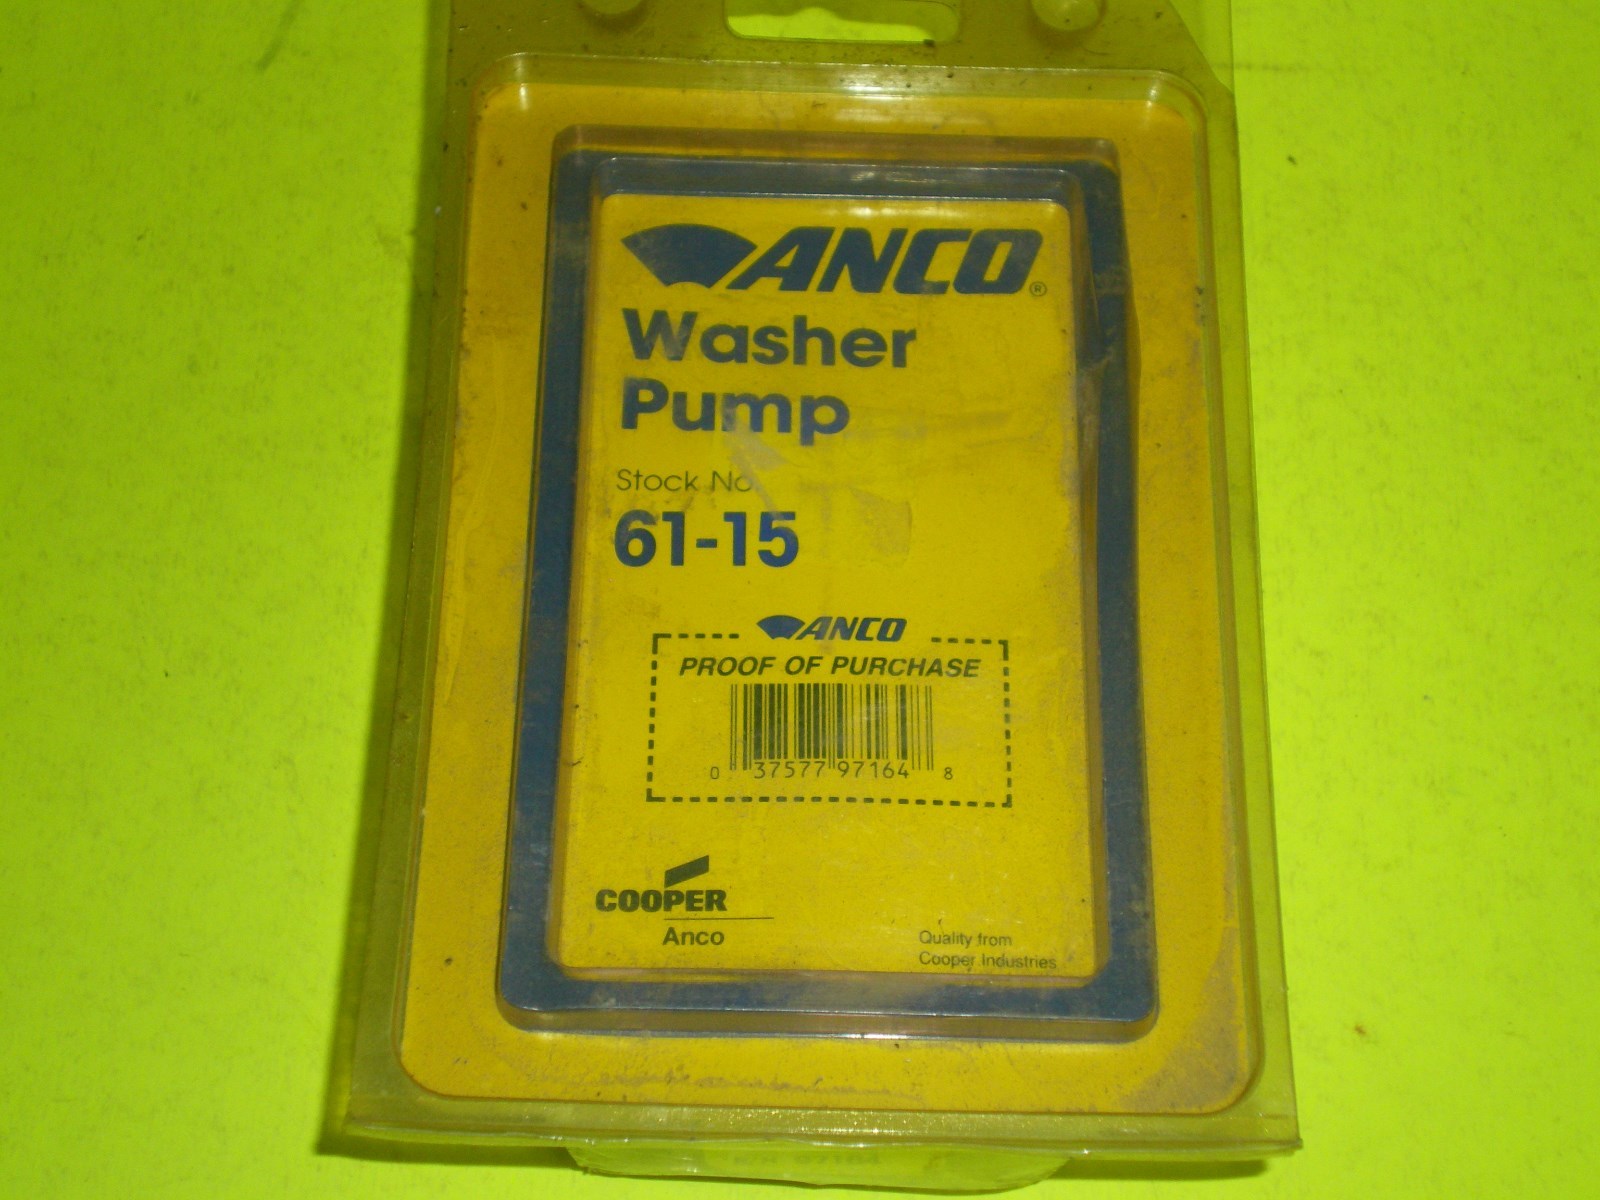 ANCO®
Washer
Pump
Stock No.
61-15
ANCO
PROOF OF PURCHASE
0 37577 97164 8
COOPER
Anco
Quality from
Cooper Industries